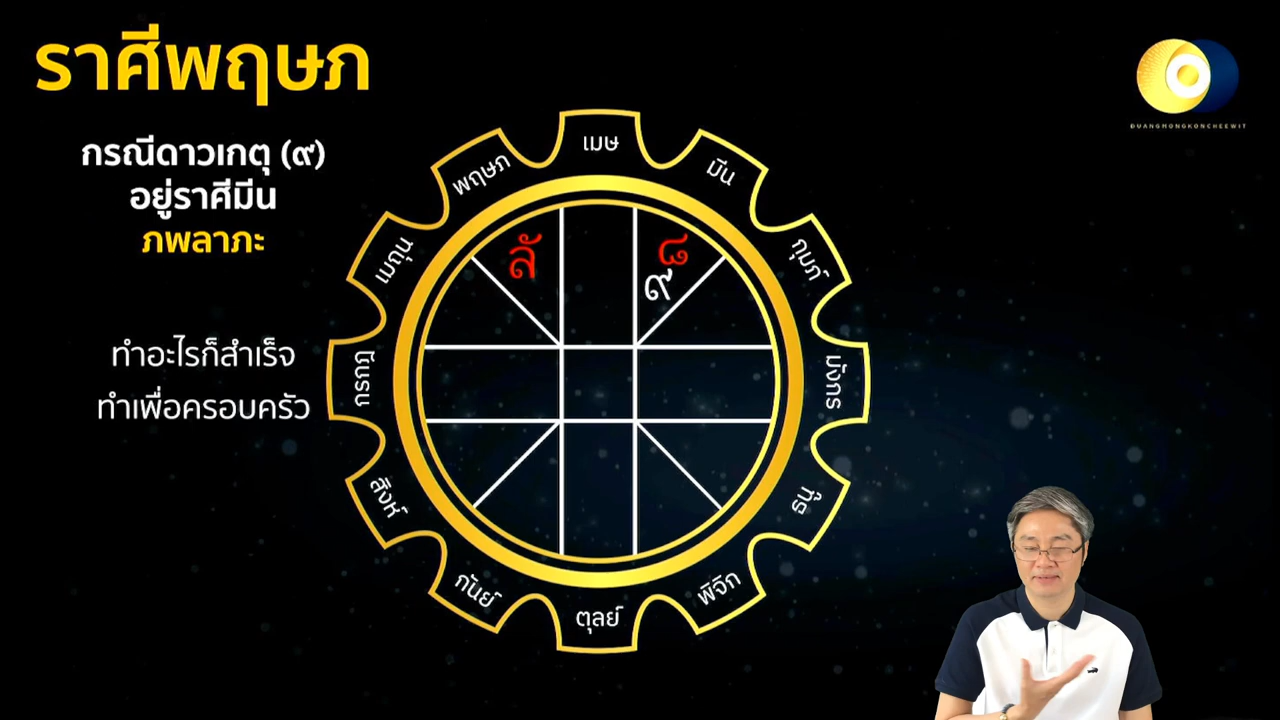 ราศีพฤษภ
กรณีดาวเกตุ (๙)
อยู่ราศีมีน
ภพลาภะ
ทำอะไรก็สำเร็จ
ทำเพื่อครอบครัว
เมษ
พฤษภ
มีน
เมถุน
กุมภ์
กรกฎ
มังกร
สิงห์
ธนู
กันย์
พิจิก
ตุลย์
ลั
๘
๙
DUANGMONGKONCHEEWIT